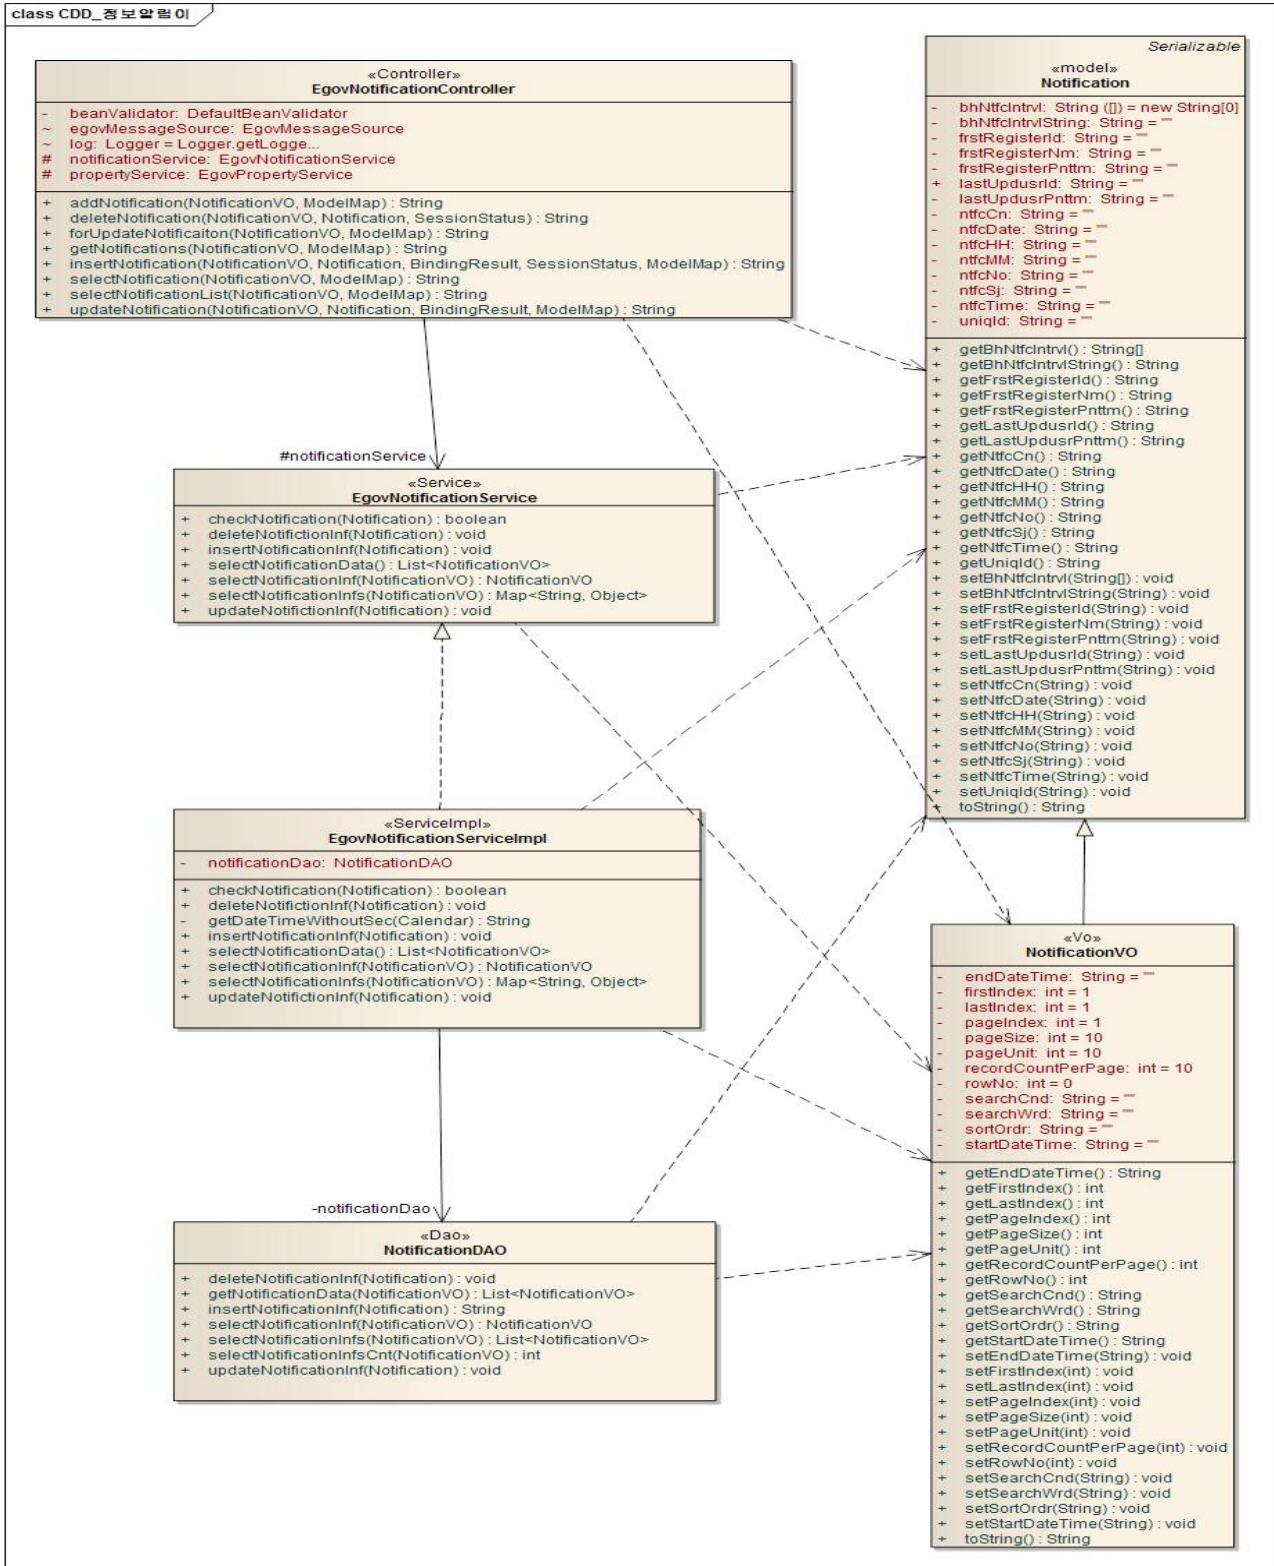 class CDD_정보알림이
«Controller»
EgovNotificationController
- beanValidator: DefaultBeanValidator
~ egovMessageSource: EgovMessageSource
~ log: Logger = Logger.getLogge...
# notificationService: EgovNotificationService
# propertyService: EgovPropertyService
+ addNotification(NotificationVO, ModelMap) : String
+ deleteNotification(NotificationVO, Notification, SessionStatus) : String
+ forUpdateNotificaiton(NotificationVO, ModelMap) : String
+ getNotifications(NotificationVO, ModelMap) : String
+ insertNotification(NotificationVO, Notification, BindingResult, SessionStatus, ModelMap) : String
+ selectNotification(NotificationVO, ModelMap) : String
+ selectNotificationList(NotificationVO, ModelMap) : String
+ updateNotification(NotificationVO, Notification, BindingResult, ModelMap) : String
Serializable
«model»
Notification
- bhNtfcIntrvl: String ([]) = new String[0]
- bhNtfcIntrvlString: String = ""
- frstRegisterId: String = ""
- frstRegisterNm: String = ""
- frstRegisterPnttm: String = ""
+ lastUpdusrId: String = ""
- lastUpdusrPnttm: String = ""
- ntfcCn: String = ""
- ntfcDate: String = ""
- ntfcHH: String = ""
- ntfcMM: String = ""
- ntfcNo: String = ""
- ntfcSj: String = ""
- ntfcTime: String = ""
- uniqId: String = ""
+ getBhNtfcIntrvl() : String[]
+ getBhNtfcIntrvlString() : String
+ getFrstRegisterId() : String
+ getFrstRegisterNm() : String
+ getFrstRegisterPnttm() : String
+ getLastUpdusrId() : String
+ getLastUpdusrPnttm() : String
+ getNtfcCn() : String
+ getNtfcDate() : String
+ getNtfcHH() : String
+ getNtfcMM() : String
+ getNtfcNo() : String
+ getNtfcSj() : String
+ getNtfcTime() : String
+ getUniqId() : String
+ setBhNtfcIntrvl(String[]) : void
+ setBhNtfcIntrvlString(String) : void
+ setFrstRegisterId(String) : void
+ setFrstRegisterNm(String) : void
+ setFrstRegisterPnttm(String) : void
+ setLastUpdusrId(String) : void
+ setLastUpdusrPnttm(String) : void
+ setNtfcCn(String) : void
+ setNtfcDate(String) : void
+ setNtfcHH(String) : void
+ setNtfcMM(String) : void
+ setNtfcNo(String) : void
+ setNtfcSj(String) : void
+ setNtfcTime(String) : void
+ setUniqId(String) : void
+ toString() : String
#notificationService
«Service»
EgovNotificationService
+ checkNotification(Notification) : boolean
+ deleteNotifictionInf(Notification) : void
+ insertNotificationInf(Notification) : void
+ selectNotificationData() : List<NotificationVO>
+ selectNotificationInf(NotificationVO) : NotificationVO
+ selectNotificationInfs(NotificationVO) : Map<String, Object>
+ updateNotifictionInf(Notification) : void
«ServiceImpl»
EgovNotificationServiceImpl
- notificationDao: NotificationDAO
+ checkNotification(Notification) : boolean
+ deleteNotifictionInf(Notification) : void
- getDateTimeWithoutSec(Calendar) : String
+ insertNotificationInf(Notification) : void
+ selectNotificationData() : List<NotificationVO>
+ selectNotificationInf(NotificationVO) : NotificationVO
+ selectNotificationInfs(NotificationVO) : Map<String, Object>
+ updateNotifictionInf(Notification) : void
-notificationDao
«Dao»
NotificationDAO
+ deleteNotificationInf(Notification) : void
+ getNotificationData(NotificationVO) : List<NotificationVO>
+ insertNotificationInf(Notification) : String
+ selectNotificationInf(NotificationVO) : NotificationVO
+ selectNotificationInfs(NotificationVO) : List<NotificationVO>
+ selectNotificationInfsCnt(NotificationVO) : int
+ updateNotificationInf(Notification) : void
«Vo»
NotificationVO
- endDateTime: String = ""
- firstIndex: int = 1
- lastIndex: int = 1
- pageIndex: int = 1
- pageSize: int = 10
- pageUnit: int = 10
- recordCountPerPage: int = 10
- rowNo: int = 0
- searchCnd: String = ""
- searchWrd: String = ""
- sortOrdr: String = ""
- startDateTime: String = ""
+ getEndDateTime() : String
+ getFirstIndex() : int
+ getLastIndex() : int
+ getPageIndex() : int
+ getPageSize() : int
+ getPageUnit() : int
+ getRecordCountPerPage() : int
+ getRowNo() : int
+ getSearchCnd() : String
+ getSearchWrd() : String
+ getSortOrdr() : String
+ getStartDateTime() : String
+ setEndDateTime(String) : void
+ setFirstIndex(int) : void
+ setLastIndex(int) : void
+ setPageIndex(int) : void
+ setPageSize(int) : void
+ setPageUnit(int) : void
+ setRecordCountPerPage(int) : void
+ setRowNo(int) : void
+ setSearchCnd(String) : void
+ setSearchWrd(String) : void
+ setSortOrdr(String) : void
+ setStartDateTime(String) : void
+ toString() : String